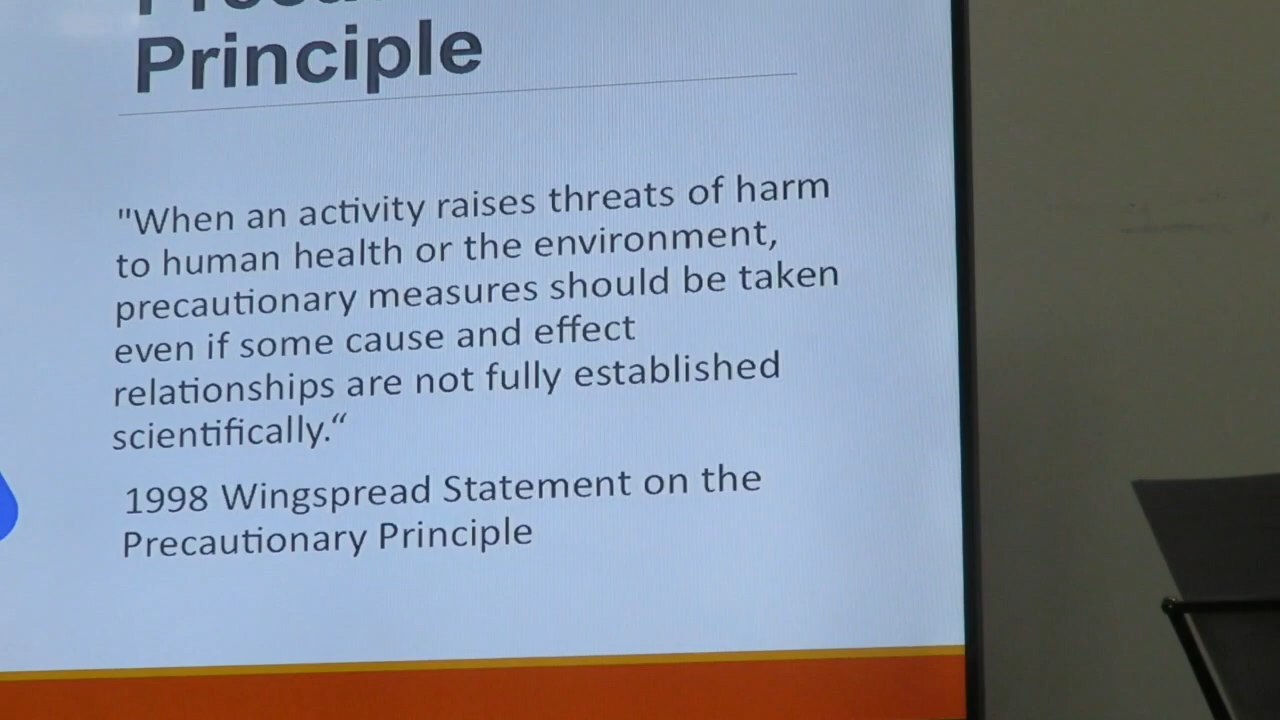 Principle
"When an activity raises threats of harm
to human health or the environment,
precautionary measures should be taken
even if some cause and effect
relationships are not fully established
scientifically.“
1998 Wingspread Statement on the
Precautionary Principle